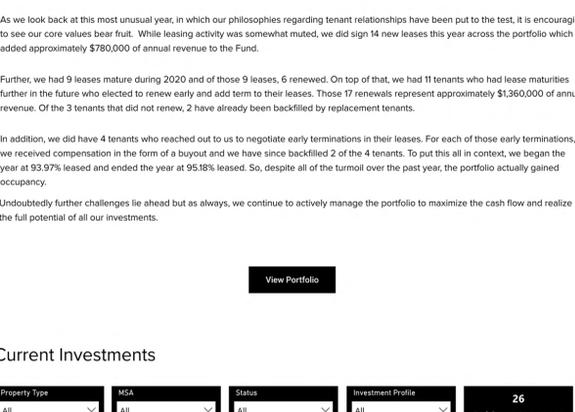 As we look back at this most unusual year, in which our philosophies regarding tenant relationships have been put to the test, it is encouragi
to see our core values bear fruit. While leasing activity was somewhat muted, we did sign 14 new leases this year across the portfolio which
added approximately $780,000 of annual revenue to the Fund.
Further, we had 9 leases mature during 2020 and of those 9 leases, 6 renewed. On top of that, we had 11 tenants who had lease maturities
further in the future who elected to renew early and add term to their leases. Those 17 renewals represent approximately $1,360,000 of annu
revenue. Of the 3 tenants that did not renew, 2 have already been backfilled by replacement tenants.
In addition, we did have 4 tenants who reached out to us to negotiate early terminations in their leases. For each of those early terminations,
we received compensation in the form of a buyout and we have since backfilled 2 of the 4 tenants. To put this all in context, we began the
year at 93.97% leased and ended the year at 95.18% leased. So, despite all of the turmoil over the past year, the portfolio actually gained
occupancy.
Undoubtedly further challenges lie ahead but as always, we continue to actively manage the portfolio to maximize the cash flow and realize
the full potential of all our investments.
View Portfolio
Current Investments
Property Type MSA Status Investment Profile 26
All All All All